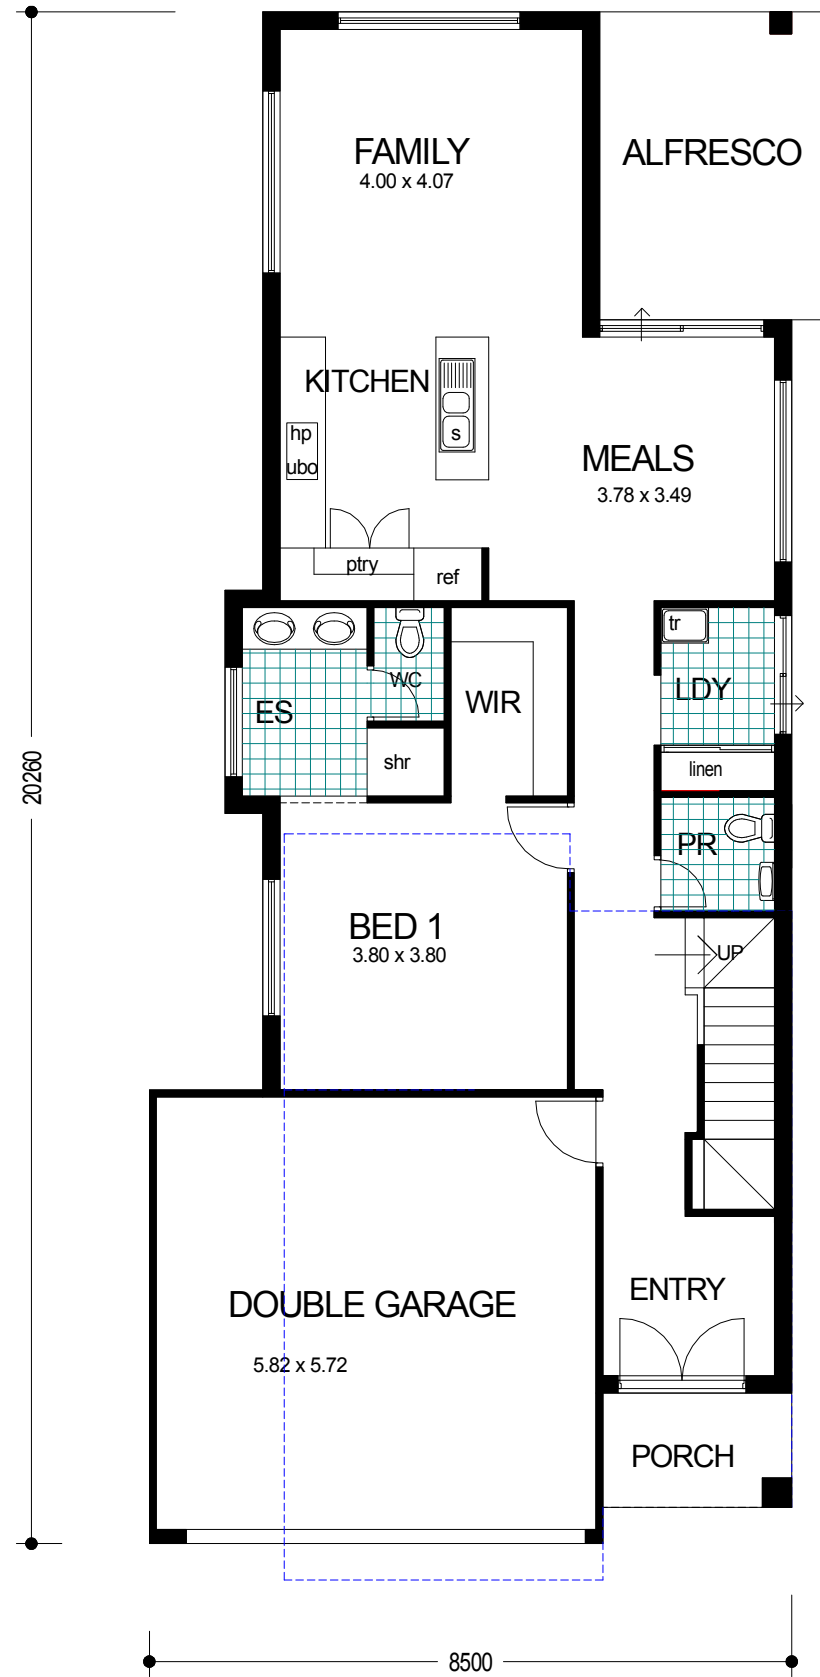 FAMILY
4.00 x 4.07
ALFRESCO
KITCHEN
hp
ubo
s
MEALS
3.78 x 3.49
ptry
ref
tr
WC
LDY
ES
WIR
shr
linen
20260
PR
BED 1
3.80 x 3.80
UP
DOUBLE GARAGE
5.82 x 5.72
ENTRY
PORCH
8500